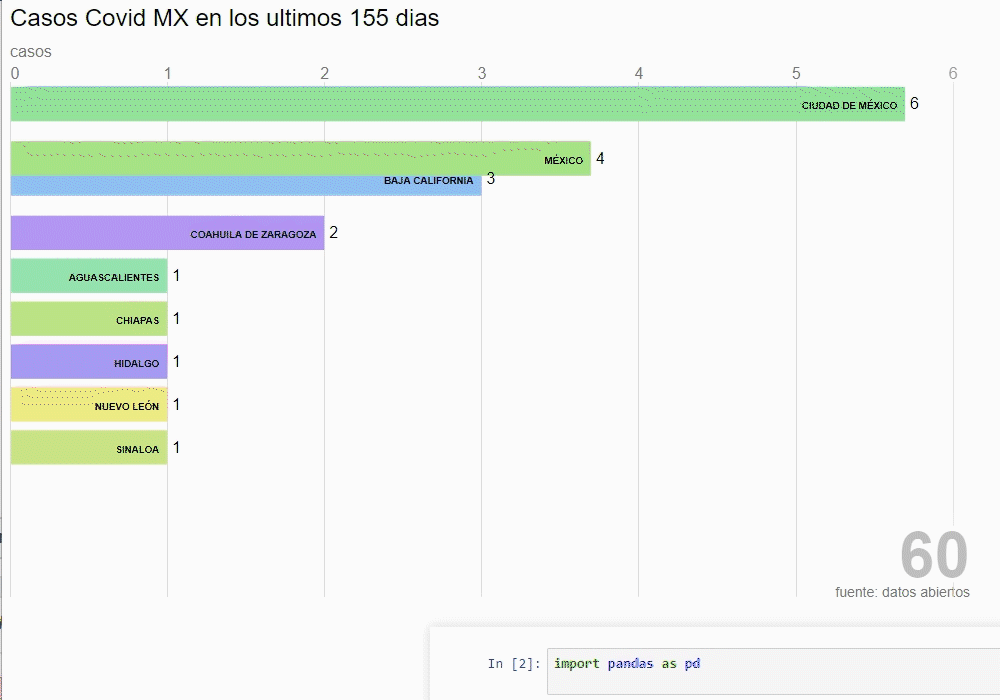 Casos Covid MX en los ultimos 155 dias
casos
0 1 2 3 4 5 6
CIUDAD DE MÉXICO 6
MÉXICO 4
BAJA CALIFORNIA 3
COAHUILA DE ZARAGOZA 2
AGUASCALIENTES 1
CHIAPAS 1
HIDALGO 1
NUEVO LEÓN 1
SINALOA 1
60
fuente: datos abiertos
In [2]: import pandas as pd